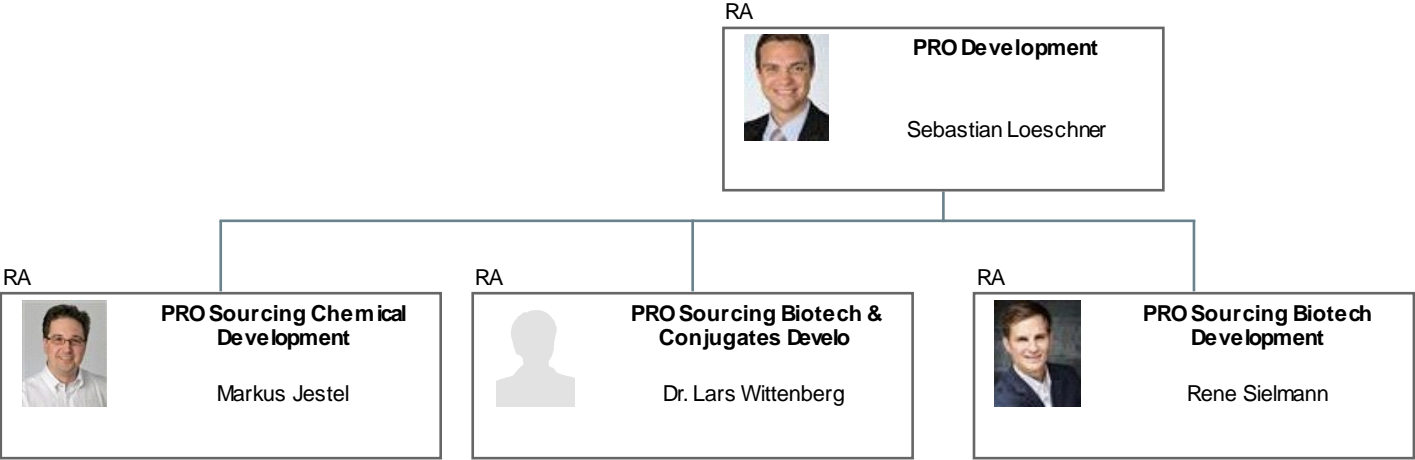 RA
PRO Development
Sebastian Loeschner
RA
PRO Sourcing Chemical
Development
Markus Jestel
RA
PRO Sourcing Biotech &
Conjugates Develo
Dr. Lars Wittenberg
RA
PRO Sourcing Biotech
Development
Rene Sielmann